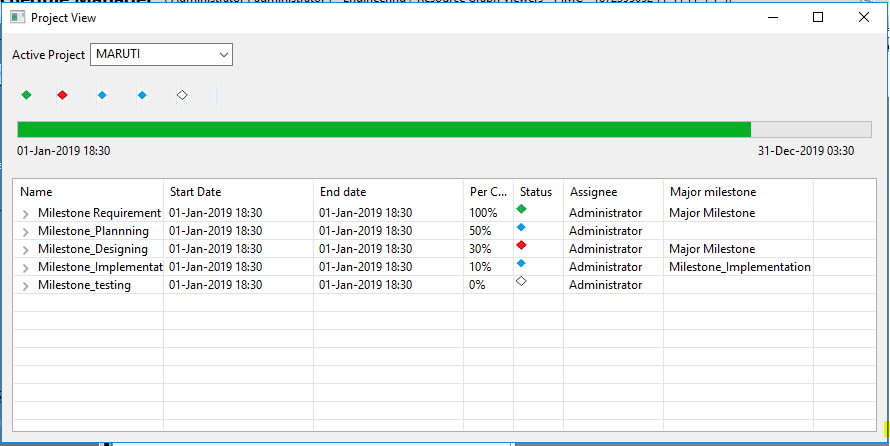 Project View
Active Project MARUTI
01-Jan-2019 18:30 31-Dec-2019 03:30
Name Start Date End date Per C... Status Assignee Major milestone
Milestone Requirement 01-Jan-2019 18:30 01-Jan-2019 18:30 100% Administrator Major Milestone
Milestone_Plannning 01-Jan-2019 18:30 01-Jan-2019 18:30 50% Administrator
Milestone_Designing 01-Jan-2019 18:30 01-Jan-2019 18:30 30% Administrator Major Milestone
Milestone_Implementat 01-Jan-2019 18:30 01-Jan-2019 18:30 10% Administrator Milestone_Implementation
Milestone_testing 01-Jan-2019 18:30 01-Jan-2019 18:30 0% Administrator